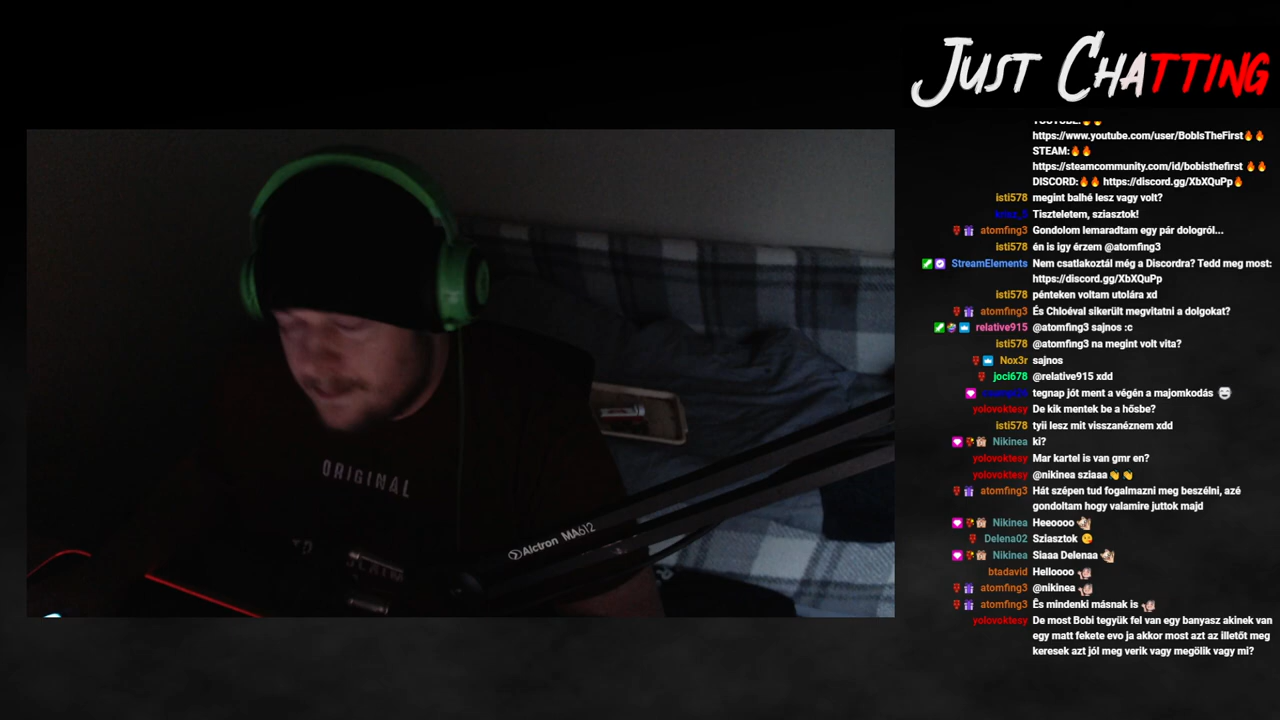 JUST CHATTING
https://www.youtube.com/user/BobIsTheFirst
STEAM:
https://steamcommunity.com/id/bobisthefirst
DISCORD: https://discord.gg/XbXQuPp
isti578 megint balhé lesz vagy volt?
Tiszteletem, sziasztok!
atomfing3 Gondolom lemaradtam egy pár dologról...
isti578 én is igy érzem @atomfing3
StreamElements Nem csatlakoztál még a Discordra? Tedd meg most:
https://discord.gg/XbXQuPp
isti578 pénteken voltam utolára xd
atomfing3 És Chloéval sikerült megvitatni a dolgokat?
relative915 @atomfing3 sajnos :c
isti578 @atomfing3 na megint volt vita?
Nox3r sajnos
joci678 @relative915 xdd
tegnap jót ment a végén a majomkodás
yolovoktesy De kik mentek be a hősbe?
isti578 tyii lesz mit visszanéznem xdd
Nikinea ki?
yolovoktesy Mar kartel is van gmr en?
yolovoktesy @nikinea sziaaa
atomfing3 Hát szépen tud fogalmazni meg beszélni, azé
gondoltam hogy valamire juttok majd
Nikinea Heeoooo
Delena02 Sziasztok
Nikinea Siaaa Delenaa
btadavid Helloooo
atomfing3 @nikinea
atomfing3 És mindenki másnak is
yolovoktesy De most Bobi tegyük fel van egy banyasz akinek van
egy matt fekete evo ja akkor most azt az illetőt meg
keresek azt jól meg verik vagy megölik vagy mi?
ORIGINAL
Alctron MA612